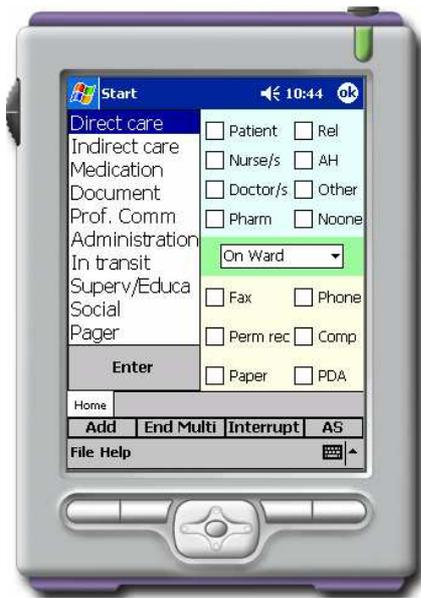 Start 10:44 ok
Direct care
Indirect care
Medication
Document
Prof. Comm
Administration
In transit
Superv/Educa
Social
Pager
Enter
Patient Rel
Nurse/s AH
Doctor/s Other
Pharm Noone
On Ward
Fax Phone
Perm rec Comp
Paper PDA
Home
Add End Multi Interrupt AS
File Help